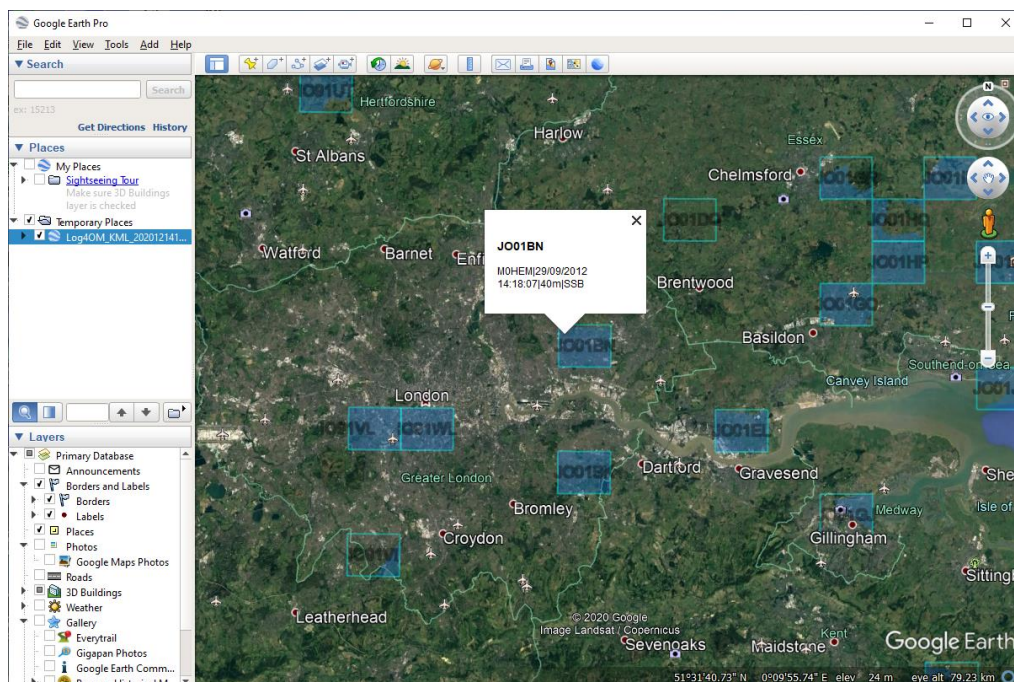 Google Earth Pro
File Edit View Tools Add Help
Search
Search
ex: 15213
Get Directions History
Places
My Places
Sightseeing Tour
Make sure 3D Buildings
layer is checked
Temporary Places
Log4OM_KML_202012141...
Layers
Primary Database
Announcements
Borders and Labels
Borders
Labels
Places
Photos
Google Maps Photos
Roads
3D Buildings
Weather
Gallery
Everytrail
Gigapan Photos
Google Earth Comm...
Hertfordshire
N
Harlow
Essex
St Albans
Chelmsford
Watford
Barnet
Enfi
JO01BN
M0HEM|29/09/2012
14:18:07|40m|SSB
Brentwood
JO01HP
JO01BN
Basildon
Southend-on-Sea
Canvey Island
London
JO01EL
Greater London
Dartford
Gravesend
She
Bromley
Medway
Isle of
Croydon
Gillingham
Sittingb
Leatherhead
© 2020 Google
Image Landsat / Copernicus
Sevenoaks
Maidstone
Kent
Google Earth
51°31'40.73" N 0°09'55.74" E elev 24 m eye alt 79.23 km